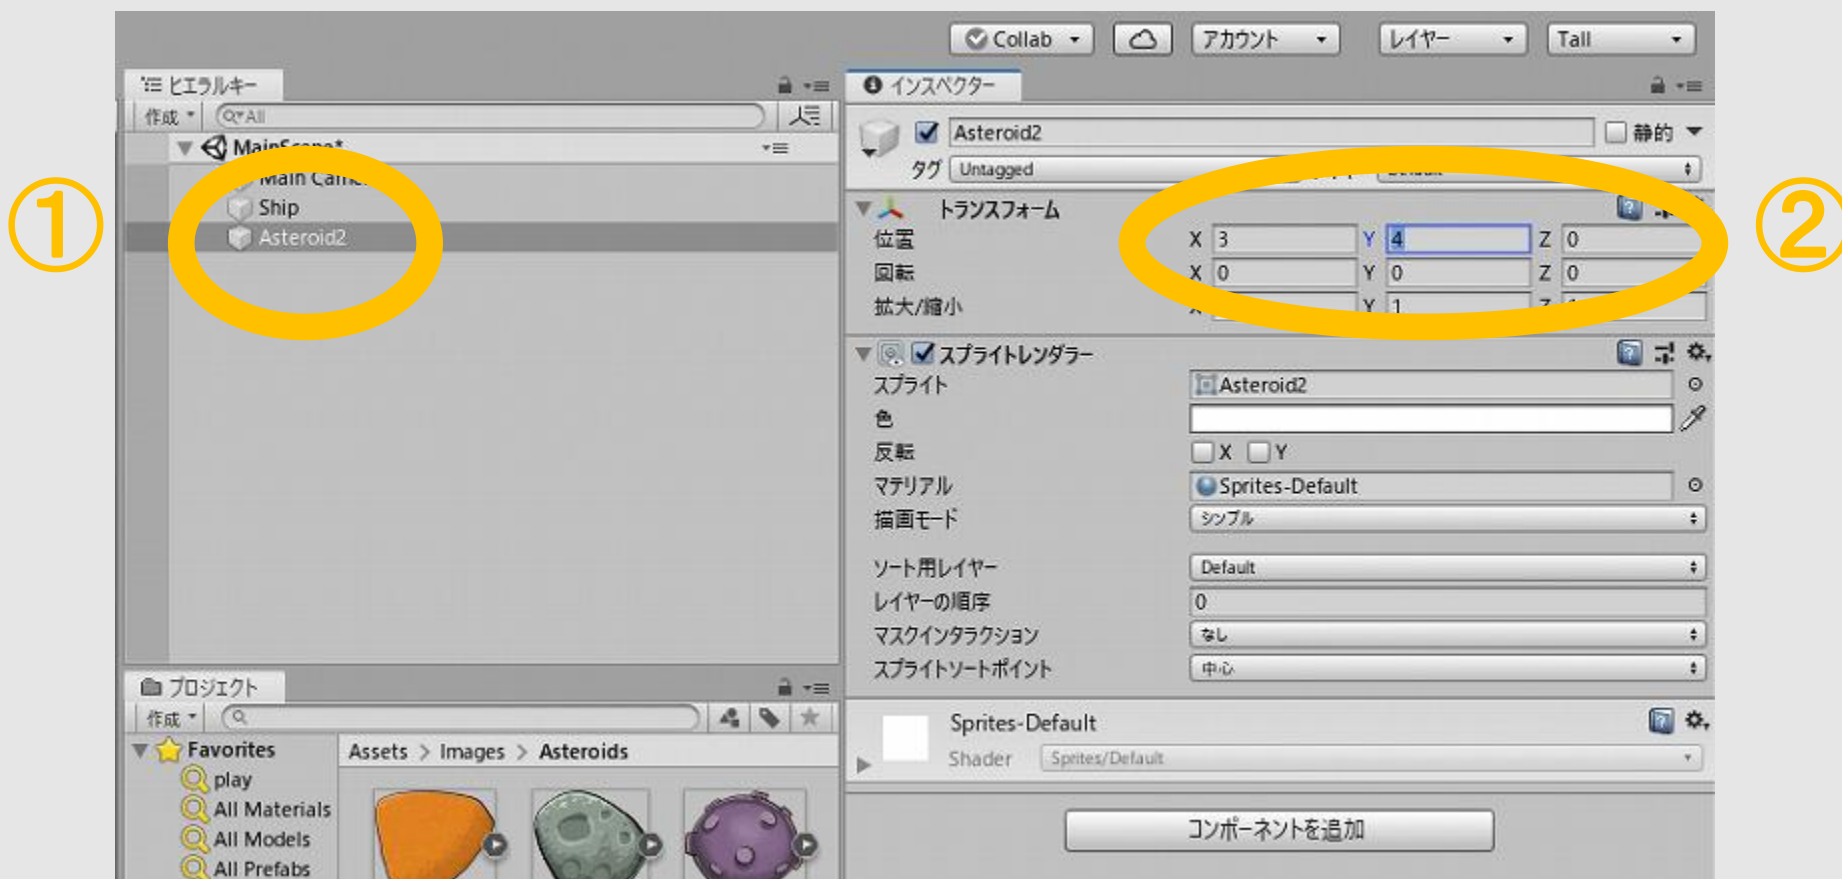 Collab
アカウント
レイヤー
Tall
ヒエラルキー
作成
All
MainScene*
Main Camera
Ship
Asteroid2
①
プロジェクト
作成
Favorites
play
All Materials
All Models
All Prefabs
Assets > Images > Asteroids
インスペクター
Asteroid2
静的
タグ Untagged
Default
トランスフォーム
位置 X 3 Y 4 Z 0
回転 X 0 Y 0 Z 0
拡大/縮小 X Y 1 Z
②
スプライトレンダラー
スプライト Asteroid2
色
反転 X Y
マテリアル Sprites-Default
描画モード シンプル
ソート用レイヤー Default
レイヤーの順序 0
マスクインタラクション なし
スプライトソートポイント 中心
Sprites-Default
Shader Sprites/Default
コンポーネントを追加